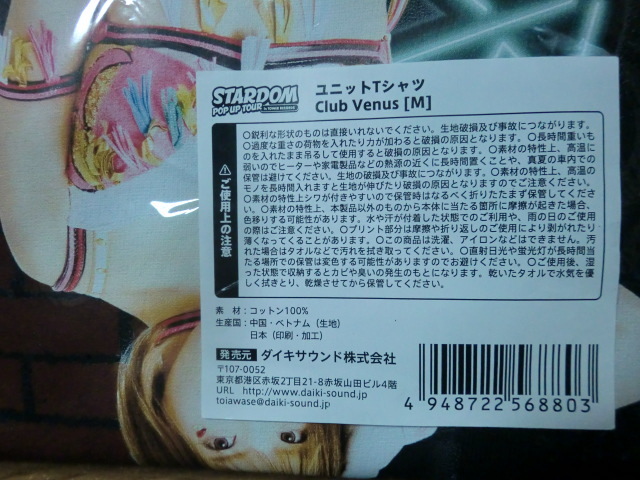 STARDOM
POP UP TOUR
ユニットTシャツ
Club Venus [M]
⚠ご使用上の注意
○鋭利な形状のものは直接いれないでください。生地破損及び事故につながります。
○過度な重さの荷物を入れたり力が加わると破損の原因となります。○長時間重いも
のを入れたまま吊るして使用すると破損の原因となります。○素材の特性上、高温に
弱いのでヒーターや家電製品などの熱源の近くに長時間置くことや、真夏の車内での
保管は避けてください。生地の破損及び事故につながります。○素材の特性上、高温の
モノを長時間入れますと生地が伸びたり破損の原因となりますのでご注意ください。
○素材の特性上シワが付きやすいので保管時はなるべく折りたたまず保管してくださ
い。○素材の特性上、本製品以外のものから本体に当たる箇所に摩擦が起きた場合、
色移りする可能性があります。水や汗が付着した状態でのご利用や、雨の日のご使用
の際はご注意ください。○プリント部分は摩擦や折り返しのご使用により剥がれたり
薄くなってくることがあります。○この商品は洗濯、アイロンなどはできません。汚
れた場合はタオルなどで汚れを拭き取ってください。○直射日光や蛍光灯が長時間当
たる場所での保管は変色する可能性がありますのでお避けください。○ご使用後、湿
った状態で収納するとカビや臭いの発生のもとになります。乾いたタオルで水気を優
しく拭きとり、乾燥させてから保管してください。
素 材：コットン100%
生産国：中国・ベトナム（生地）
日本（印刷・加工）
発売元 ダイキサウンド株式会社
〒107-0052
東京都港区赤坂2丁目21-8赤坂山田ビル4階
URL http://www.daiki-sound.jp
toiawase@daiki-sound.jp
4 948722 568803